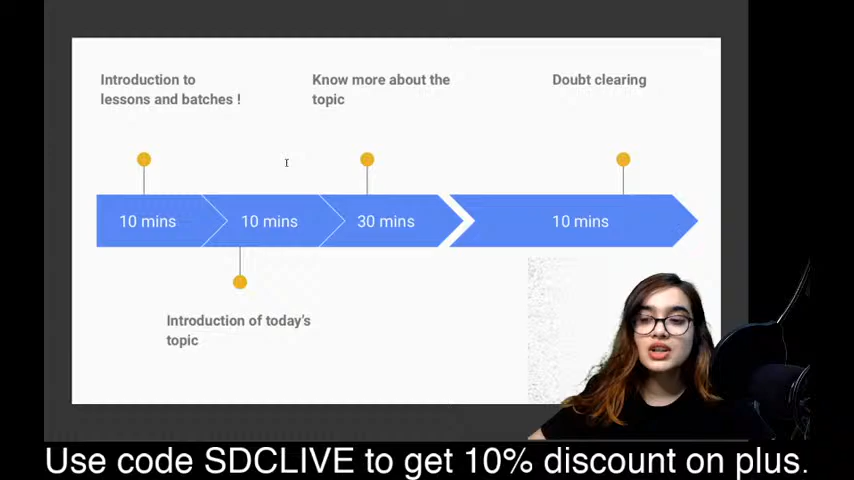 Introduction to
lessons and batches !
Know more about the
topic
Doubt clearing
10 mins
10 mins
30 mins
10 mins
Introduction of today's
topic
Use code SDCLIVE to get 10% discount on plus.